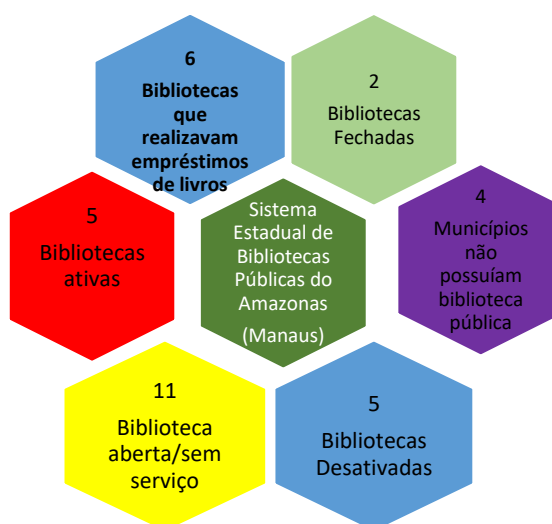 6
Bibliotecas
que
realizavam
empréstimos
de livros
2
Bibliotecas
Fechadas
5
Bibliotecas
ativas
Sistema
Estadual de
Bibliotecas
Públicas do
Amazonas
(Manaus)
4
Municípios
não
possuíam
biblioteca
pública
11
Biblioteca
aberta/sem
serviço
5
Bibliotecas
Desativadas